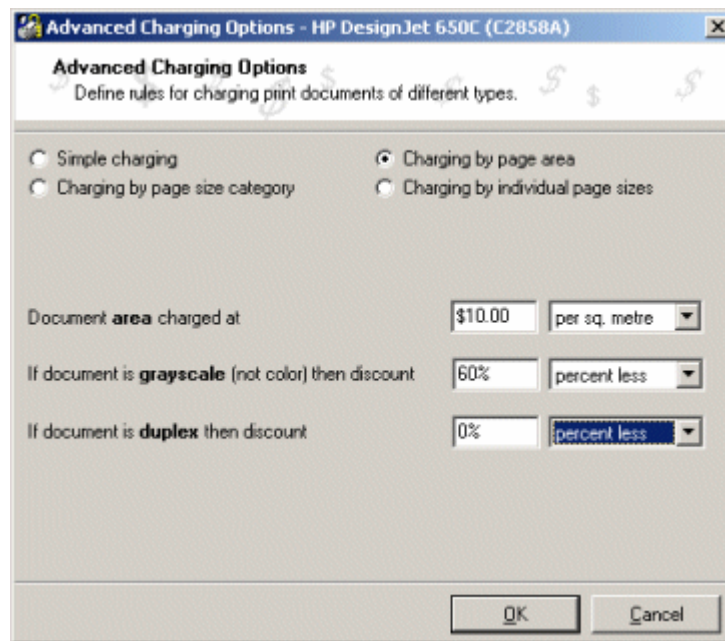 Advanced Charging Options - HP DesignJet 650C (C2858A)
Advanced Charging Options
Define rules for charging print documents of different types.
Simple charging
Charging by page area
Charging by page size category
Charging by individual page sizes
Document area charged at $10.00 per sq. metre
If document is grayscale (not color) then discount 60% percent less
If document is duplex then discount 0% percent less
OK Cancel